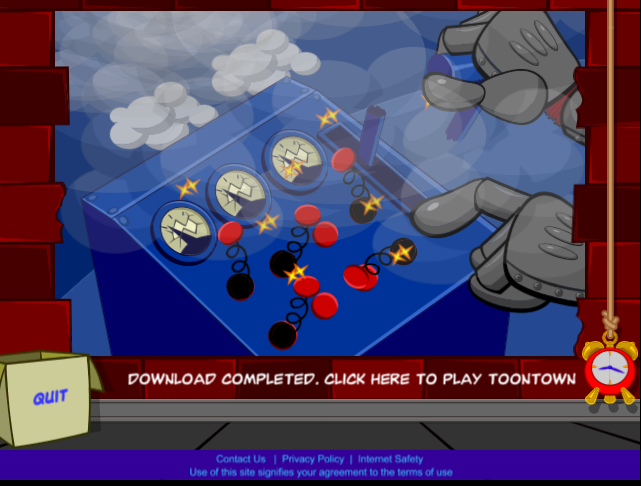 DOWNLOAD COMPLETED. CLICK HERE TO PLAY TOONTOWN
QUIT
Contact Us | Privacy Policy | Internet Safety
Use of this site signifies your agreement to the terms of use